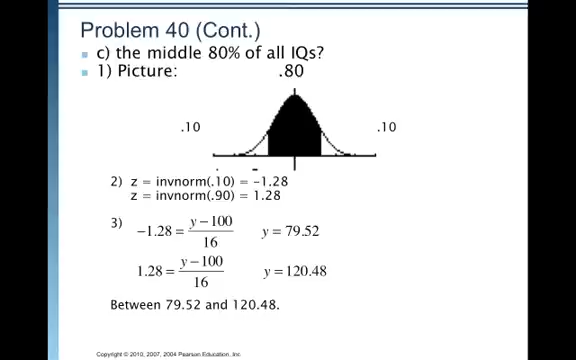 Problem 40 (Cont.)
c) the middle 80% of all IQs?
1) Picture: .80
.10 .10
2) z = invnorm(.10) = -1.28
z = invnorm(.90) = 1.28
3) −1.28 = (y − 100)/16 y = 79.52
1.28 = (y − 100)/16 y = 120.48
Between 79.52 and 120.48.
Copyright © 2010, 2007, 2004 Pearson Education, Inc.